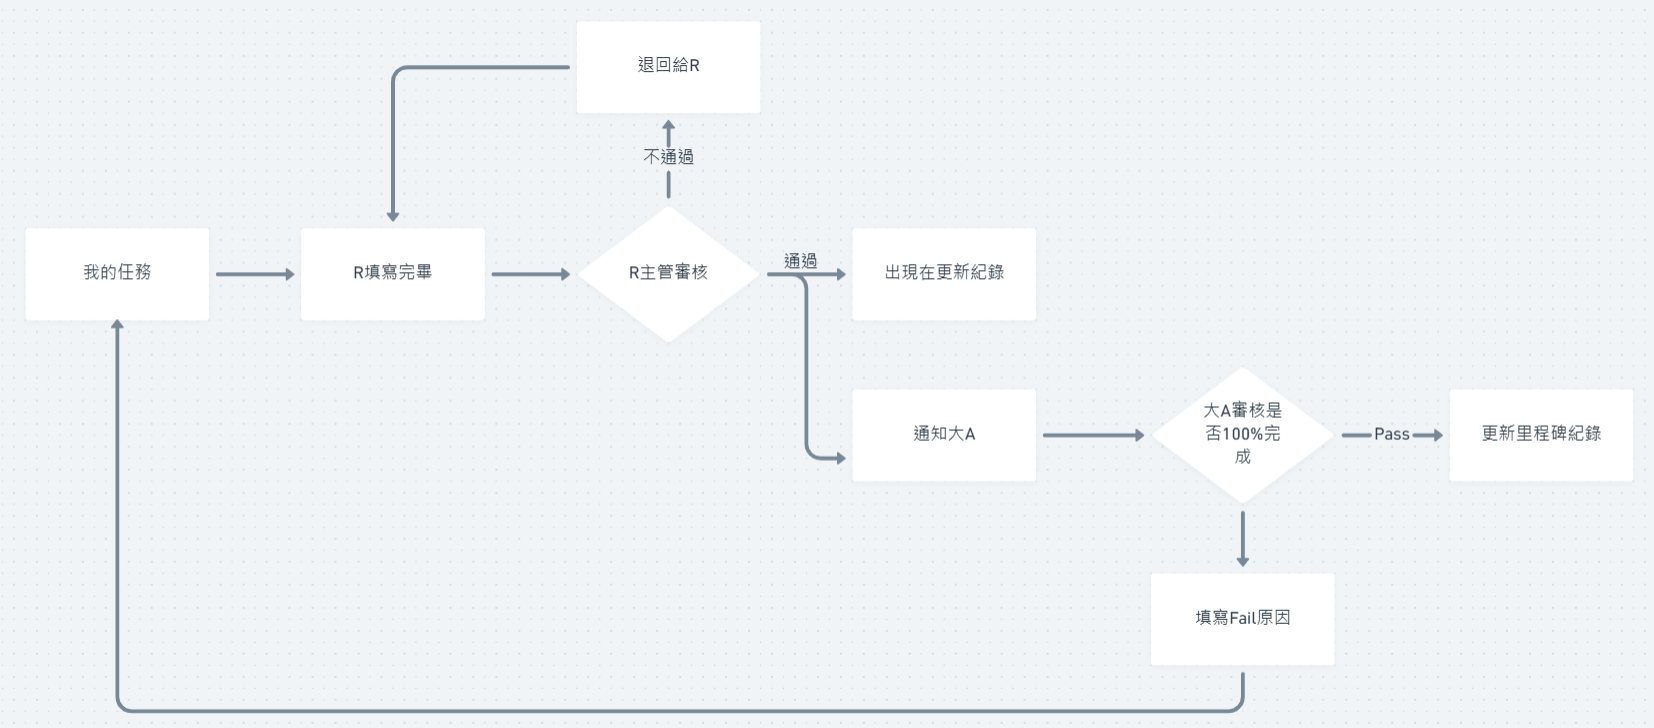 退回給R
不通過
我的任務
R填寫完畢
R主管審核
通過
出現在更新紀錄
通知大A
大A審核是
否100%完
成
Pass
更新里程碑紀錄
填寫Fail原因